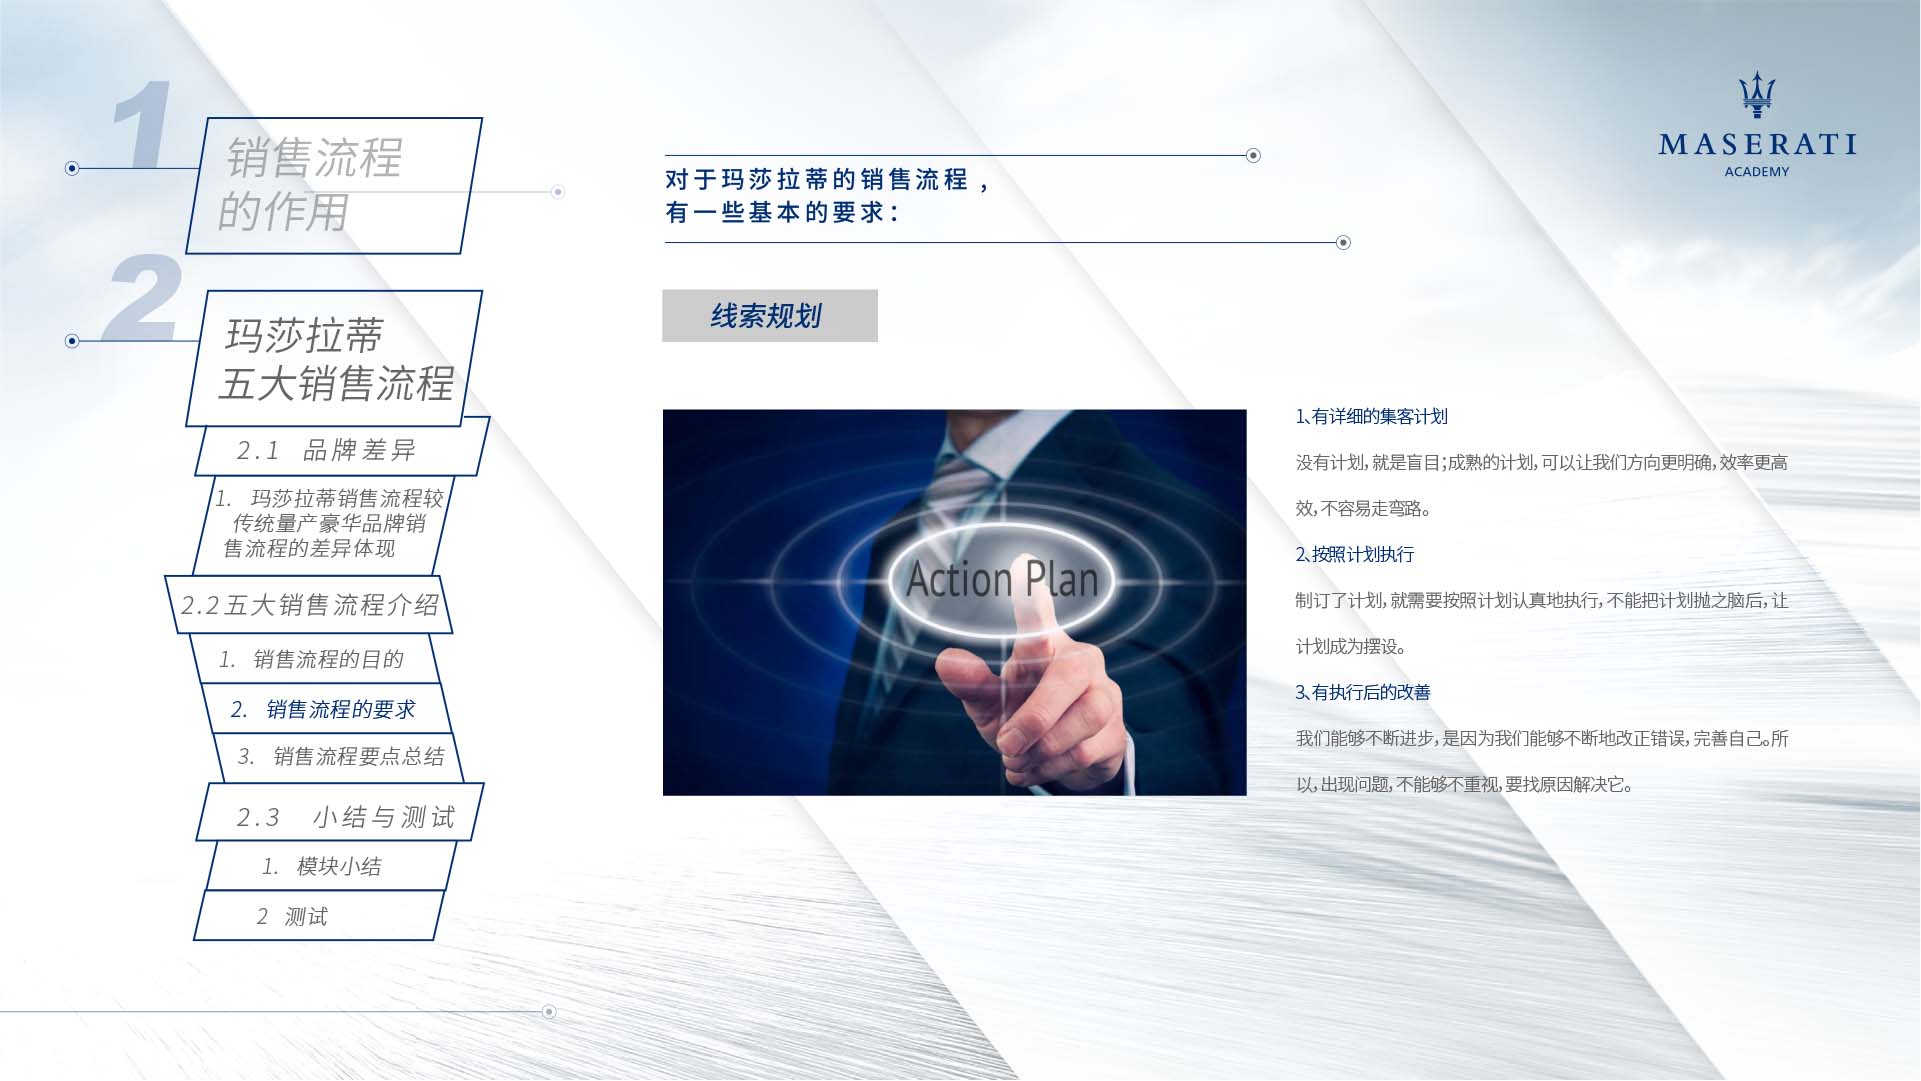 1
销售流程
的作用
2
玛莎拉蒂
五大销售流程
2.1 品牌差异
1. 玛莎拉蒂销售流程较
传统量产豪华品牌销
售流程的差异体现
2.2五大销售流程介绍
1. 销售流程的目的
2. 销售流程的要求
3. 销售流程要点总结
2.3 小结与测试
1. 模块小结
2 测试
对于玛莎拉蒂的销售流程，
有一些基本的要求：
线索规划
Action Plan
1、有详细的集客计划
没有计划，就是盲目；成熟的计划，可以让我们方向更明确，效率更高
效，不容易走弯路。
2、按照计划执行
制订了计划，就需要按照计划认真地执行，不能把计划抛之脑后，让
计划成为摆设。
3、有执行后的改善
我们能够不断进步，是因为我们能够不断地改正错误，完善自己。所
以，出现问题，不能够不重视，要找原因解决它。
MASERATI
ACADEMY